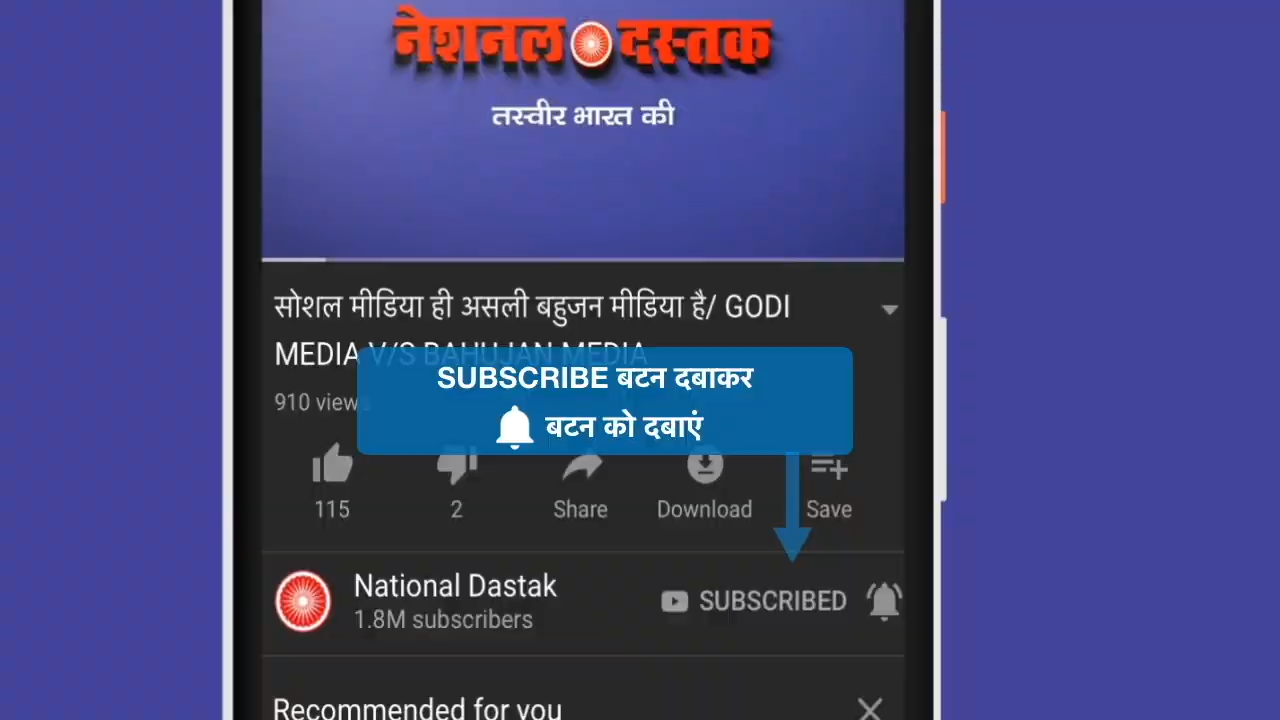 नेशनल दस्तक
तस्वीर भारत की
सोशल मीडिया ही असली बहुजन मीडिया है/ GODI
MEDIA V/S BAHUJAN MEDIA
910 views
SUBSCRIBE बटन दबाकर
बटन को दबाएं
115
2
Share
Download
Save
National Dastak
1.8M subscribers
SUBSCRIBED
Recommended for you